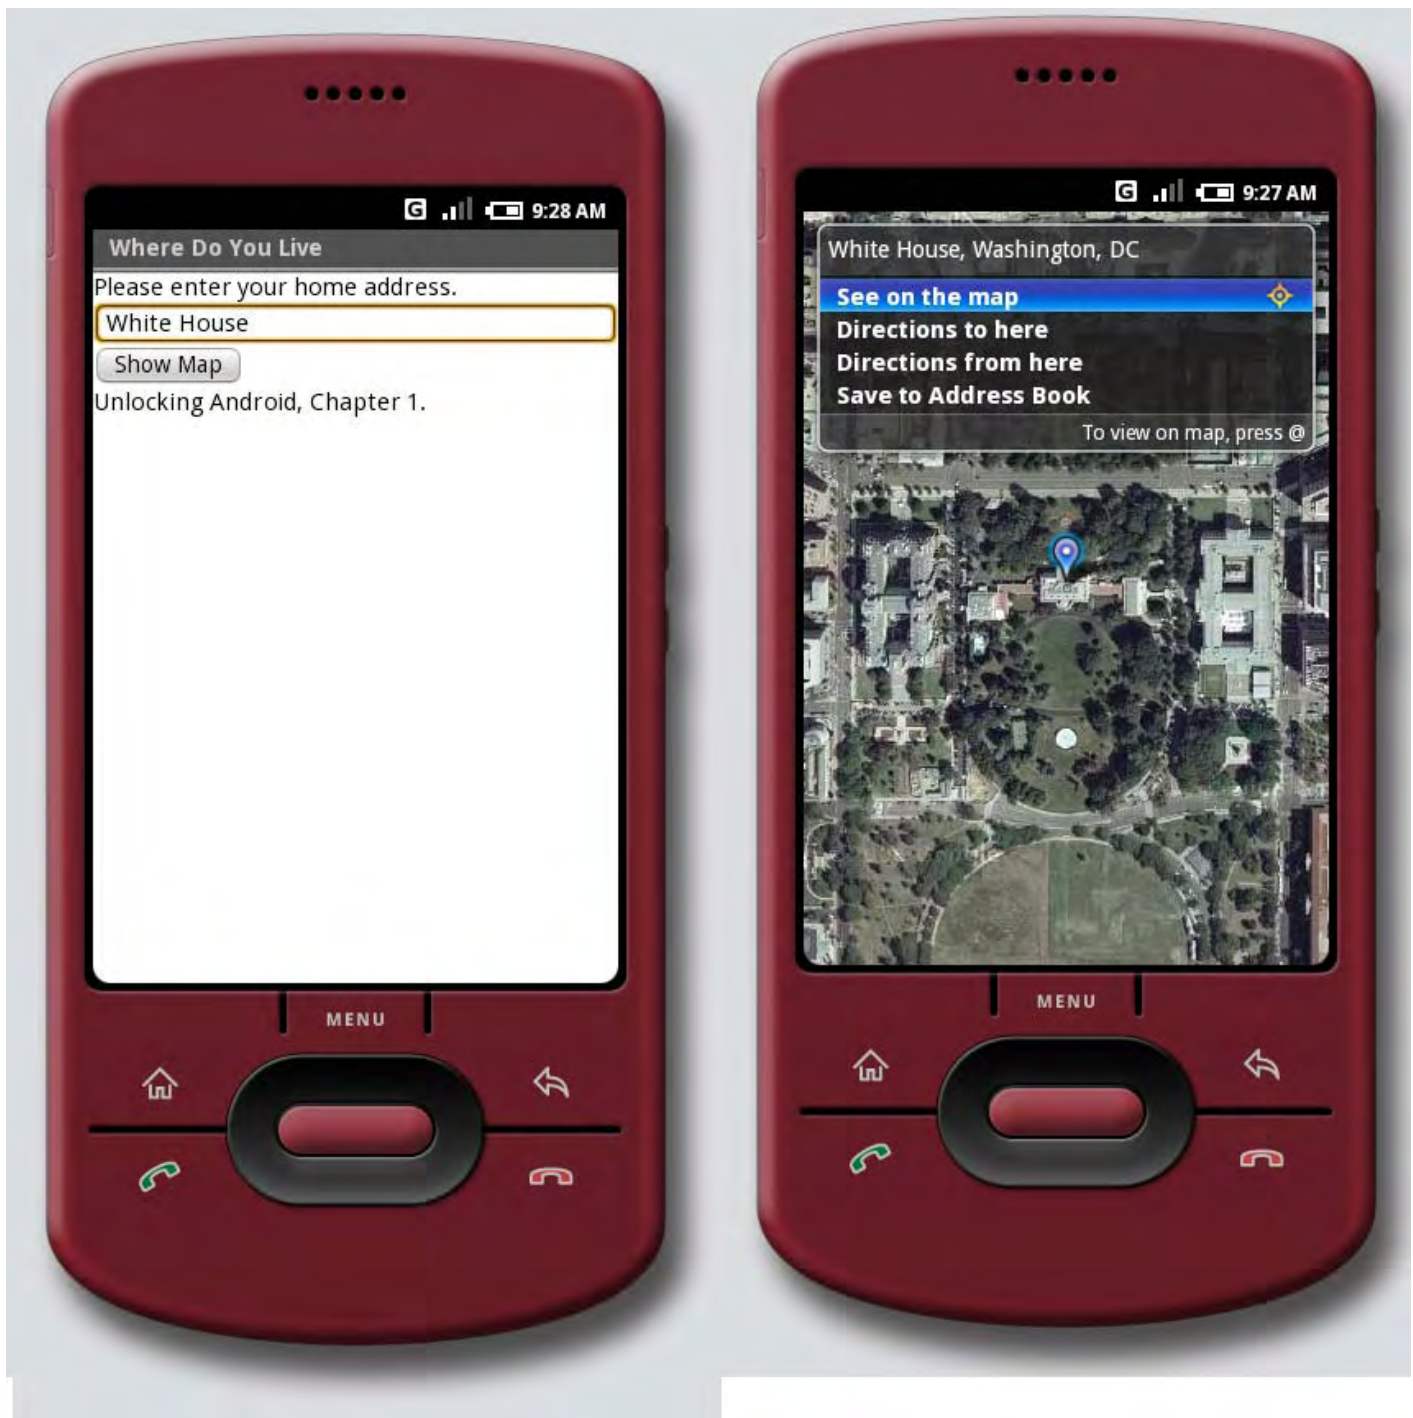 G 9:28 AM
Where Do You Live
Please enter your home address.
White House
Show Map
Unlocking Android, Chapter 1.
MENU
G 9:27 AM
White House, Washington, DC
See on the map
Directions to here
Directions from here
Save to Address Book
To view on map, press @
MENU